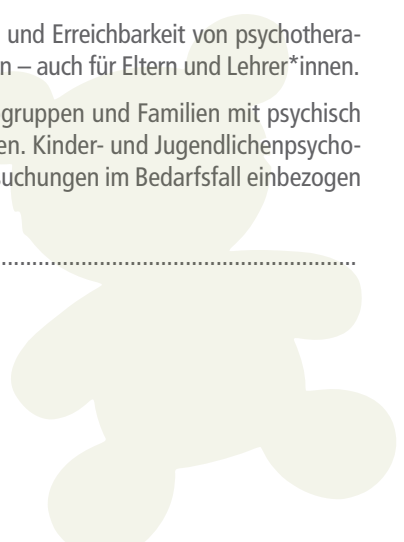 und Erreichbarkeit von psychothera-
n – auch für Eltern und Lehrer*innen.
gruppen und Familien mit psychisch
en. Kinder- und Jugendlichenpsycho-
suchungen im Bedarfsfall einbezogen
................................................................